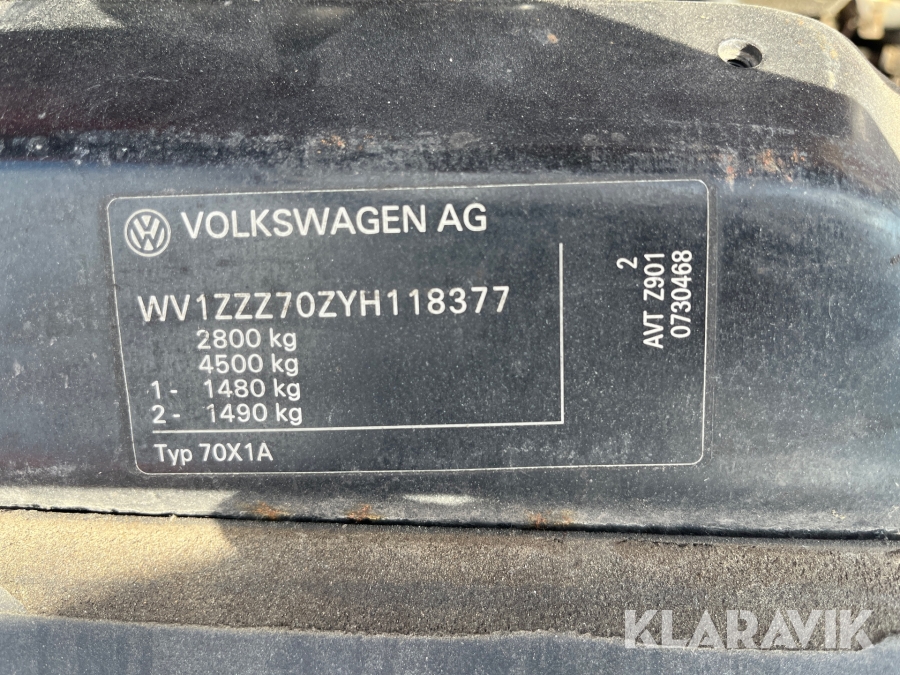 VOLKSWAGEN AG
WV1ZZZ70ZYH118377
2800 kg
4500 kg
1- 1480 kg
2- 1490 kg
Typ 70X1A
2
AVT Z901
0730468
KLARAVIK